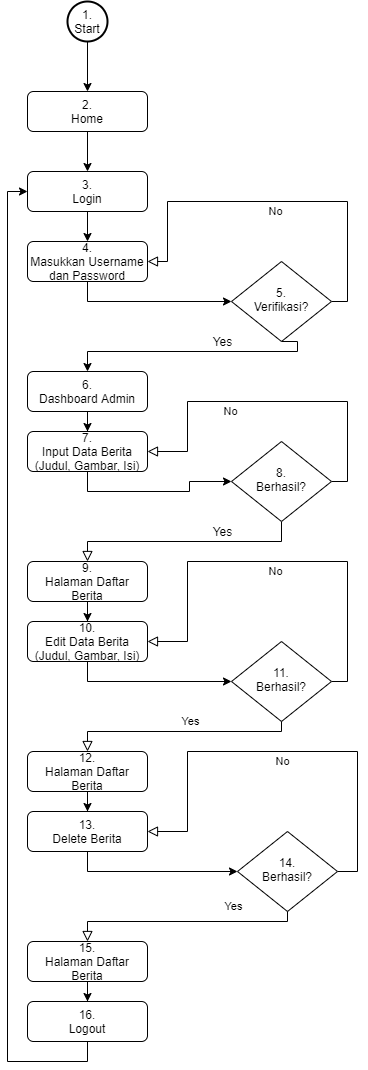 1.
Start
2.
Home
3.
Login
No
4.
Masukkan Username
dan Password
5.
Verifikasi?
Yes
6.
Dashboard Admin
No
7.
Input Data Berita
(Judul, Gambar, Isi)
8.
Berhasil?
Yes
9.
Halaman Daftar
Berita
No
10.
Edit Data Berita
(Judul, Gambar, Isi)
11.
Berhasil?
Yes
12.
Halaman Daftar
Berita
No
13.
Delete Berita
14.
Berhasil?
Yes
15.
Halaman Daftar
Berita
16.
Logout